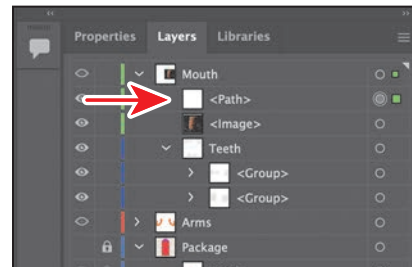 Properties Layers Libraries
Mouth
<Path>
<Image>
Teeth
<Group>
<Group>
Arms
Package